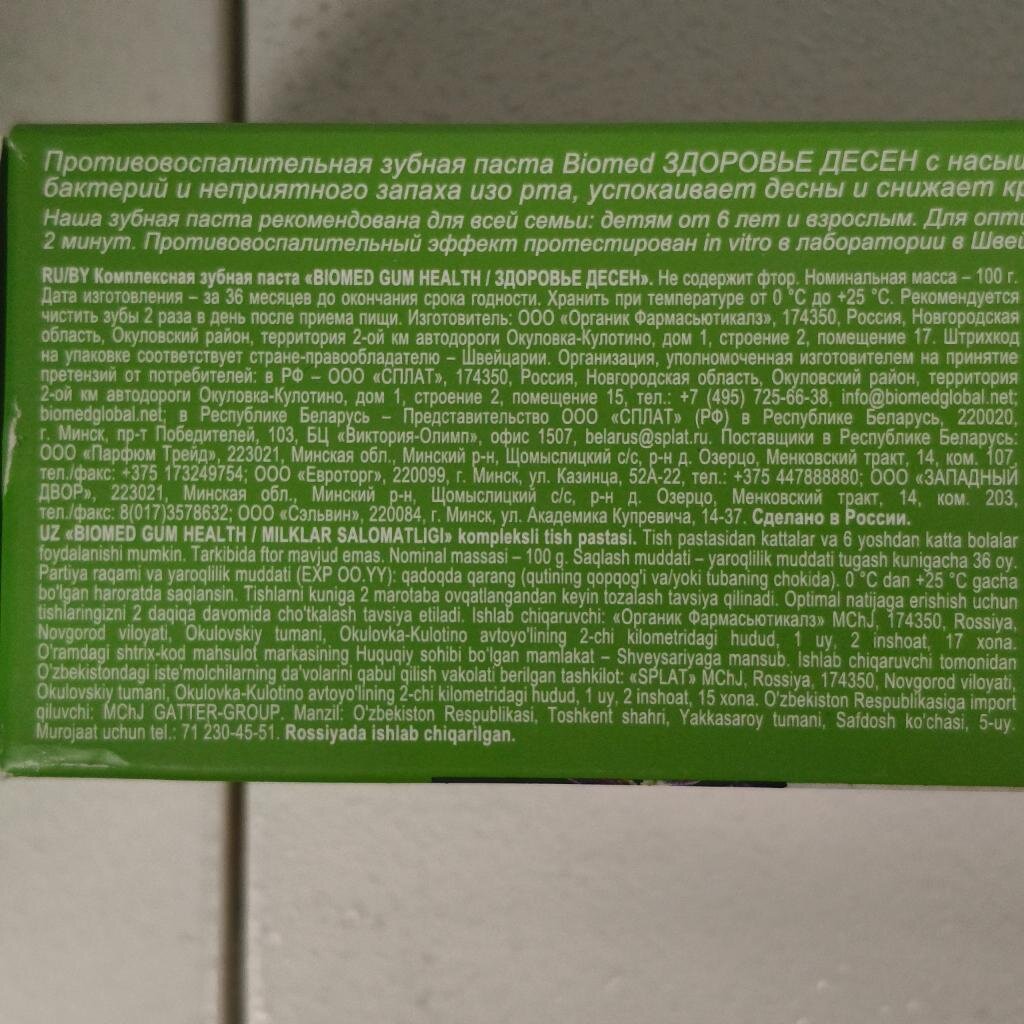 Противовоспалительная зубная паста Biomed ЗДОРОВЬЕ ДЕСЕН с насыщ
бактерий и неприятного запаха изо рта, успокаивает десны и снижает кр
Наша зубная паста рекомендована для всей семьи: детям от 6 лет и взрослым. Для опти
2 минут. Противовоспалительный эффект протестирован in vitro в лаборатории в Швей
RU/BY Комплексная зубная паста «BIOMED GUM HEALTH / ЗДОРОВЬЕ ДЕСЕН». Не содержит фтор. Номинальная масса – 100 г.
Дата изготовления – за 36 месяцев до окончания срока годности. Хранить при температуре от 0 °C до +25 °C. Рекомендуется
чистить зубы 2 раза в день после приема пищи. Изготовитель: ООО «Органик Фармасьютикалз», 174350, Россия, Новгородская
область, Окуловский район, территория 2-ой км автодороги Окуловка-Кулотино, дом 1, строение 2, помещение 17. Штрихкод
на упаковке соответствует стране-правообладателю – Швейцарии. Организация, уполномоченная изготовителем на принятие
претензий от потребителей: в РФ – ООО «СПЛАТ», 174350, Россия, Новгородская область, Окуловский район, территория
2-ой км автодороги Окуловка-Кулотино, дом 1, строение 2, помещение 15, тел.: +7 (495) 725-66-38, info@biomedglobal.net;
biomedglobal.net; в Республике Беларусь – Представительство ООО «СПЛАТ» (РФ) в Республике Беларусь, 220020,
г. Минск, пр-т Победителей, 103, БЦ «Виктория-Олимп», офис 1507, belarus@splat.ru. Поставщики в Республике Беларусь:
ООО «Парфюм Трейд», 223021, Минская обл., Минский р-н, Щомыслицкий с/с, р-н д. Озерцо, Менковский тракт, 14, ком. 107,
тел./факс: +375 173249754; ООО «Евроторг», 220099, г. Минск, ул. Казинца, 52А-22, тел.: +375 447888880; ООО «ЗАПАДНЫЙ
ДВОР», 223021, Минская обл., Минский р-н, Щомыслицкий с/с, р-н д. Озерцо, Менковский тракт, 14, ком. 203,
тел./факс: 8(017)3578632; ООО «Сэльвин», 220084, г. Минск, ул. Академика Купревича, 14-37. Сделано в России.
UZ «BIOMED GUM HEALTH / MILKLAR SALOMATLIGI» kompleksli tish pastasi. Tish pastasidan kattalar va 6 yoshdan katta bolalar
foydalanishi mumkin. Tarkibida ftor mavjud emas. Nominal massasi – 100 g. Saqlash muddati – yaroqlilik muddati tugash kunigacha 36 oy.
Partiya raqami va yaroqlilik muddati (EXP OO.YY): qadoqda qarang (qutining qopqog'i va/yoki tubaning chokida). 0 °C dan +25 °C gacha
bo'lgan haroratda saqlansin. Tishlarni kuniga 2 marotaba ovqatlangandan keyin tozalash tavsiya qilinadi. Optimal natijaga erishish uchun
tishlaringizni 2 daqiqa davomida cho'tkalash tavsiya etiladi. Ishlab chiqaruvchi: «Органик Фармасьютикалз» MChJ, 174350, Rossiya,
Novgorod viloyati, Okulovskiy tumani, Okulovka-Kulotino avtoyo'lining 2-chi kilometridagi hudud, 1 uy, 2 inshoat, 17 xona.
O'ramdagi shtrix-kod mahsulot markasining Huquqiy sohibi bo'lgan mamlakat – Shveysariyaga mansub. Ishlab chiqaruvchi tomonidan
O'zbekistondagi iste'molchilarning da'volarini qabul qilish vakolati berilgan tashkilot: «SPLAT» MChJ, Rossiya, 174350, Novgorod viloyati,
Okulovskiy tumani, Okulovka-Kulotino avtoyo'lining 2-chi kilometridagi hudud, 1 uy, 2 inshoat, 15 xona. O'zbekiston Respublikasiga import
qiluvchi: MChJ GATTER-GROUP. Manzil: O'zbekiston Respublikasi, Toshkent shahri, Yakkasaroy tumani, Safdosh ko'chasi, 5-uy.
Murojaat uchun tel.: 71 230-45-51. Rossiyada ishlab chiqarilgan.